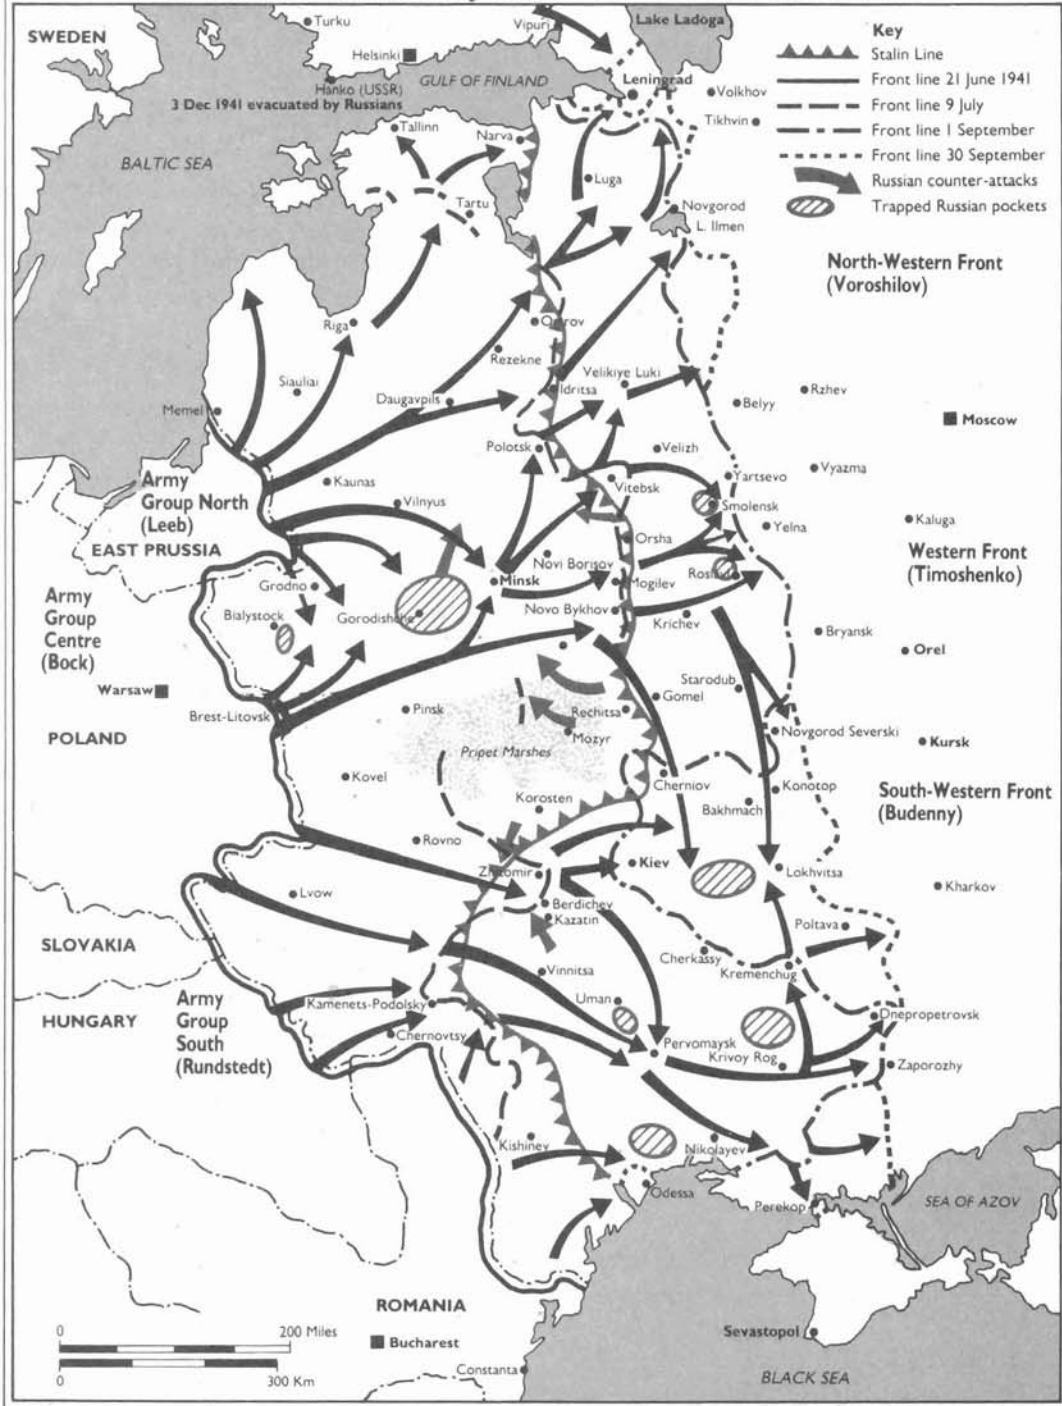 SWEDEN
Turku
Helsinki
Vipuri
Lake Ladoga
Key
Stalin Line
Front line 21 June 1941
Front line 9 July
Front line 1 September
Front line 30 September
Russian counter-attacks
Trapped Russian pockets
GULF OF FINLAND
Hanko (USSR)
3 Dec 1941 evacuated by Russians
Leningrad
Volkhov
Tikhvin
Tallinn
Narva
BALTIC SEA
Luga
Tartu
Novgorod
L. Ilmen
North-Western Front
(Voroshilov)
Riga
Ostrov
Rezekne
Siauliai
Velikiye Luki
Idritsa
Rzhev
Daugavpils
Belyy
Memel
Moscow
Polotsk
Velizh
Yartsevo
Vyazma
Army
Group North
(Leeb)
Kaunas
Vilnyus
Vitebsk
Smolensk
Kaluga
Yelna
Orsha
EAST PRUSSIA
Western Front
(Timoshenko)
Novi Borisov
Minsk
Mogilev
Roslavl
Grodno
Army
Group
Centre
(Bock)
Bialystock
Gorodishche
Novo Bykhov
Krichev
Bryansk
Orel
Warsaw
Starodub
Gomel
Brest-Litovsk
Pinsk
Rechitsa
Mozyr
Novgorod Severski
Kursk
POLAND
Pripet Marshes
Kovel
Cherniov
Konotop
Bakhmach
South-Western Front
(Budenny)
Korosten
Rovno
Kiev
Zhitomir
Lokhvitsa
Kharkov
Lvow
Berdichev
Kazatin
Poltava
SLOVAKIA
Cherkassy
Kremenchug
Vinnitsa
Uman
Army
Group
South
(Rundstedt)
HUNGARY
Kamenets-Podolsky
Chernovtsy
Dnepropetrovsk
Pervomaysk
Krivoy Rog
Zaporozhy
Kishinev
Nikolayev
Odessa
Perekop
SEA OF AZOV
ROMANIA
0
200 Miles
0
300 Km
Bucharest
Sevastopol
Constanta
BLACK SEA